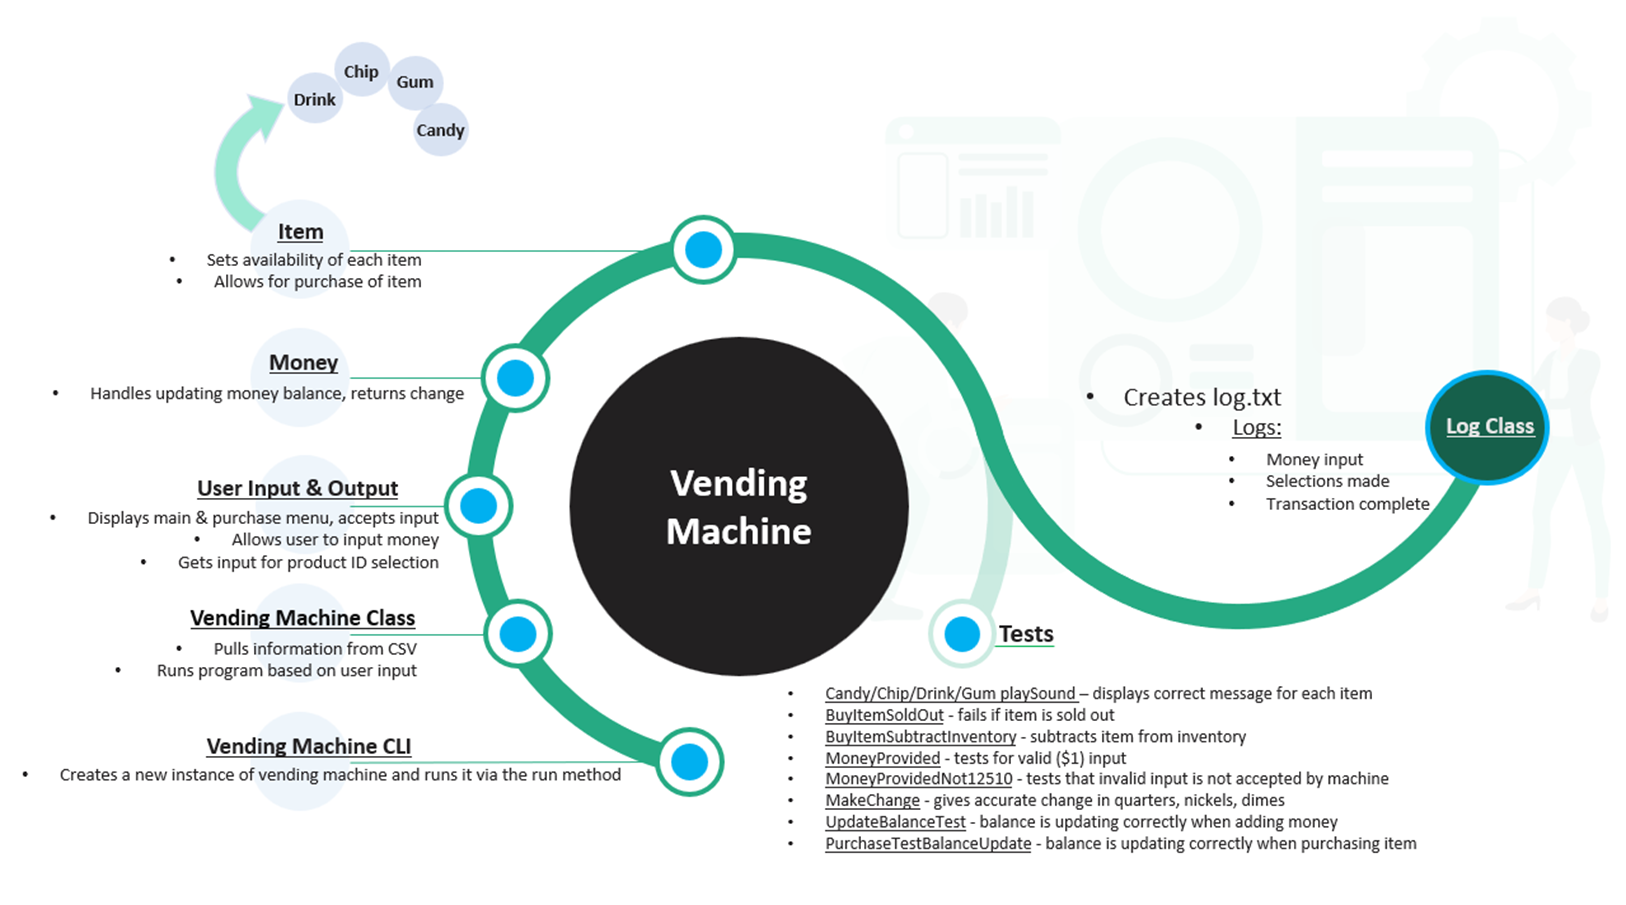 Drink
Chip
Gum
Candy
Item
• Sets availability of each item
• Allows for purchase of item
Money
• Handles updating money balance, returns change
User Input & Output
• Displays main & purchase menu, accepts input
• Allows user to input money
• Gets input for product ID selection
Vending Machine Class
• Pulls information from CSV
• Runs program based on user input
Vending Machine CLI
• Creates a new instance of vending machine and runs it via the run method
Vending
Machine
• Creates log.txt
• Logs:
• Money input
• Selections made
• Transaction complete
Log Class
Tests
• Candy/Chip/Drink/Gum playSound – displays correct message for each item
• BuyItemSoldOut - fails if item is sold out
• BuyItemSubtractInventory - subtracts item from inventory
• MoneyProvided - tests for valid ($1) input
• MoneyProvidedNot12510 - tests that invalid input is not accepted by machine
• MakeChange - gives accurate change in quarters, nickels, dimes
• UpdateBalanceTest - balance is updating correctly when adding money
• PurchaseTestBalanceUpdate - balance is updating correctly when purchasing item